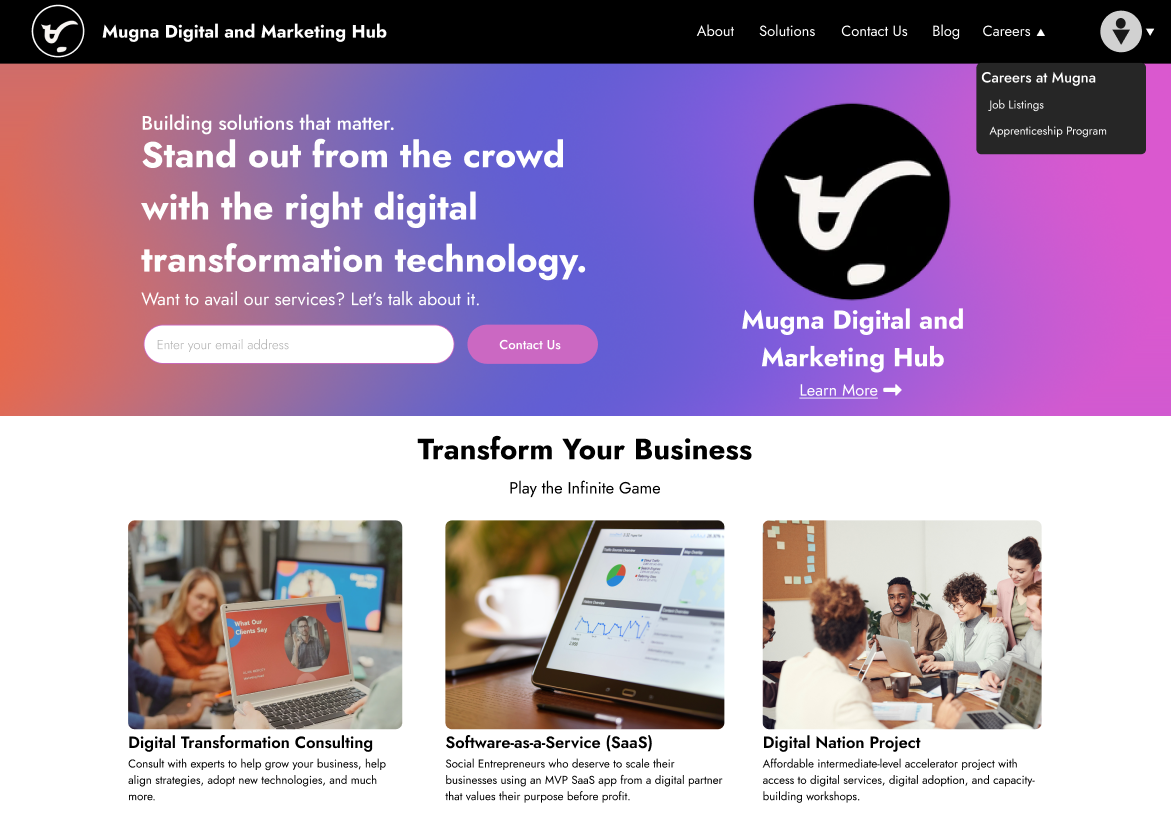 Mugna Digital and Marketing Hub
About Solutions Contact Us Blog Careers ▲
Careers at Mugna
Job Listings
Apprenticeship Program
Building solutions that matter.
Stand out from the crowd
with the right digital
transformation technology.
Want to avail our services? Let's talk about it.
Enter your email address
Contact Us
Mugna Digital and
Marketing Hub
Learn More
Transform Your Business
Play the Infinite Game
What Our
Clients Say
Digital Transformation Consulting
Consult with experts to help grow your business, help
align strategies, adopt new technologies, and much
more.
Software-as-a-Service (SaaS)
Social Entrepreneurs who deserve to scale their
businesses using an MVP SaaS app from a digital partner
that values their purpose before profit.
Digital Nation Project
Affordable intermediate-level accelerator project with
access to digital services, digital adoption, and capacity-
building workshops.